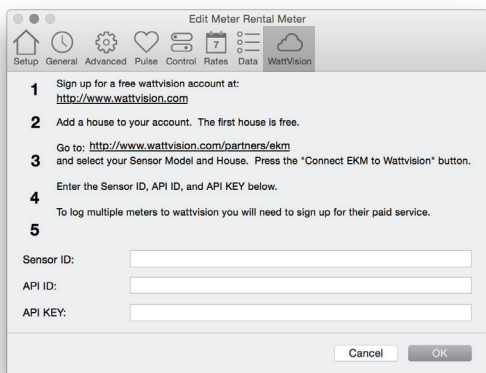 Edit Meter Rental Meter
7
Setup General Advanced Pulse Control Rates Data WattVision
1 Sign up for a free wattvision account at:
http://www.wattvision.com
2 Add a house to your account. The first house is free.
Go to: http://www.wattvision.com/partners/ekm
3 and select your Sensor Model and House. Press the "Connect EKM to Wattvision" button.
4 Enter the Sensor ID, API ID, and API KEY below.
To log multiple meters to wattvision you will need to sign up for their paid service.
5
Sensor ID:
API ID:
API KEY:
Cancel OK